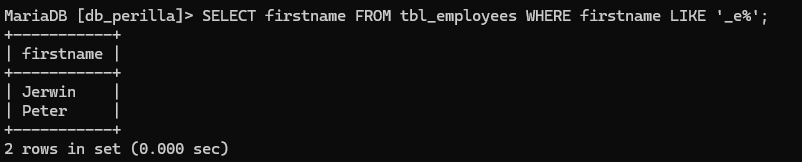 MariaDB [db_perilla]> SELECT firstname FROM tbl_employees WHERE firstname LIKE '_e%';
+-----------+
| firstname |
+-----------+
| Jerwin    |
| Peter     |
+-----------+
2 rows in set (0.000 sec)